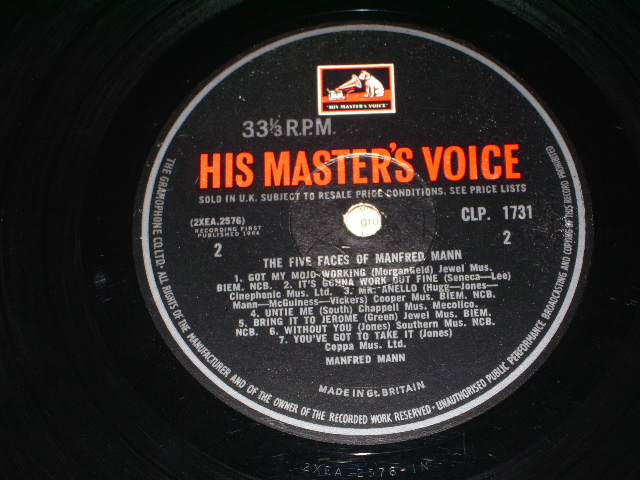 "HIS MASTER'S VOICE"
33⅓ R.P.M.
HIS MASTER'S VOICE
SOLD IN U.K. SUBJECT TO RESALE PRICE CONDITIONS, SEE PRICE LISTS
(2XEA.2576)
RECORDING FIRST
PUBLISHED 1964
2
gro
CLP. 1731
2
THE FIVE FACES OF MANFRED MANN
1. GOT MY MOJO WORKING (Morganfield) Jewel Mus.
BIEM. NCB. 2. IT'S GONNA WORK OUT FINE (Seneca—Lee)
Cinephonic Mus. Ltd. 3. MR. ANELLO (Hugg—Jones—
Mann—McGuiness—Vickers) Cooper Mus. BIEM. NCB.
4. UNTIE ME (South) Chappell Mus. Mecolico.
5. BRING IT TO JEROME (Green) Jewel Mus. BIEM.
NCB. 6. WITHOUT YOU (Jones) Southern Mus. NCB.
7. YOU'VE GOT TO TAKE IT (Jones)
Coppa Mus. Ltd.
MANFRED MANN
MADE IN Gt. BRITAIN
THE GRAMOPHONE CO. LTD. · ALL RIGHTS OF THE MANUFACTURER AND OF THE OWNER OF THE RECORDED WORK RESERVED · UNAUTHORISED PUBLIC PERFORMANCE BROADCASTING AND COPYING OF THIS RECORD PROHIBITED
2XEA 2576-1N